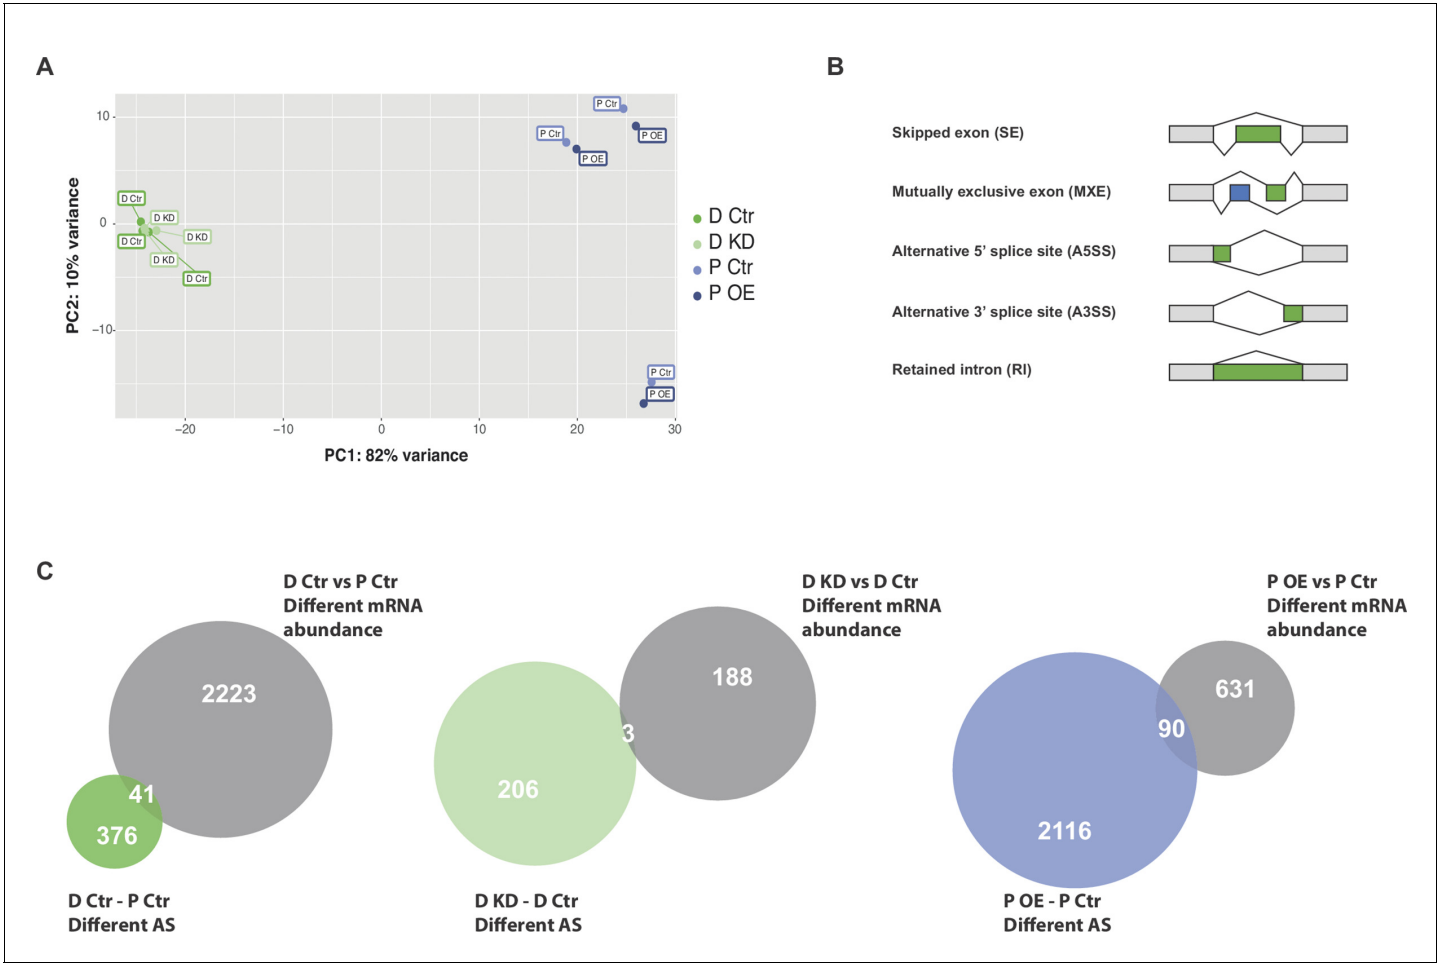 A
B
P Ctr
P OE
P Ctr
P OE
D Ctr
D KD
D Ctr
D KD
D KD
D Ctr
P Ctr
P OE
10
0
−10
−20
−10
0
10
20
30
PC2: 10% variance
PC1: 82% variance
D Ctr
D KD
P Ctr
P OE
Skipped exon (SE)
Mutually exclusive exon (MXE)
Alternative 5’ splice site (A5SS)
Alternative 3’ splice site (A3SS)
Retained intron (RI)
C
D Ctr vs P Ctr
Different mRNA
abundance
2223
41
376
D Ctr - P Ctr
Different AS
D KD vs D Ctr
Different mRNA
abundance
188
3
206
D KD - D Ctr
Different AS
P OE vs P Ctr
Different mRNA
abundance
631
90
2116
P OE - P Ctr
Different AS